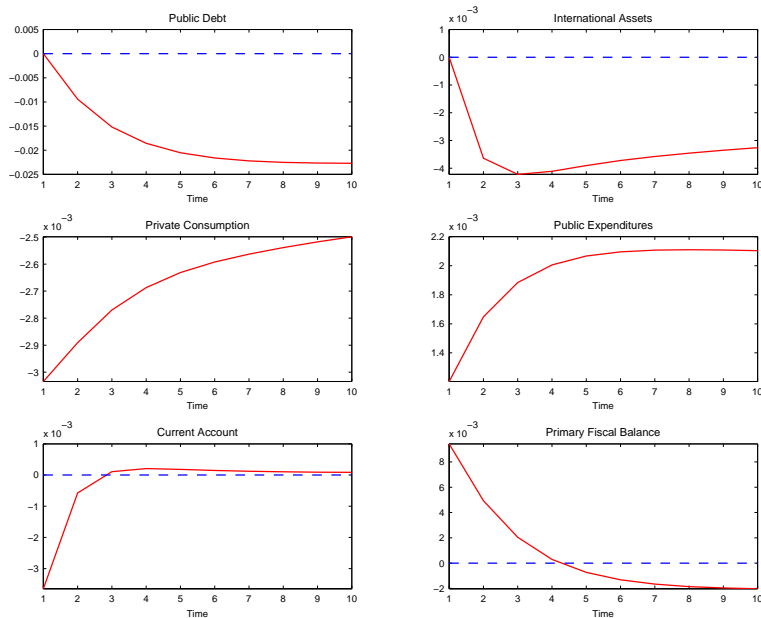 Public Debt
0.005
0
−0.005
−0.01
−0.015
−0.02
−0.025
1 2 3 4 5 6 7 8 9 10
Time
International Assets
x 10−3
1
0
−1
−2
−3
−4
1 2 3 4 5 6 7 8 9 10
Time
Private Consumption
x 10−3
−2.5
−2.6
−2.7
−2.8
−2.9
−3
1 2 3 4 5 6 7 8 9 10
Time
Public Expenditures
x 10−3
2.2
2
1.8
1.6
1.4
1 2 3 4 5 6 7 8 9 10
Time
Current Account
x 10−3
1
0
−1
−2
−3
1 2 3 4 5 6 7 8 9 10
Time
Primary Fiscal Balance
x 10−3
8
6
4
2
0
−2
1 2 3 4 5 6 7 8 9 10
Time